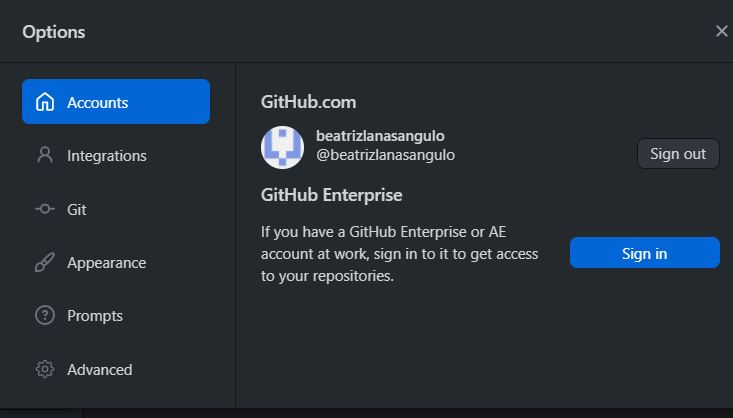 Options
Accounts
Integrations
Git
Appearance
Prompts
Advanced
GitHub.com
beatrizlanasangulo
@beatrizlanasangulo
Sign out
GitHub Enterprise
If you have a GitHub Enterprise or AE
account at work, sign in to it to get access
to your repositories.
Sign in